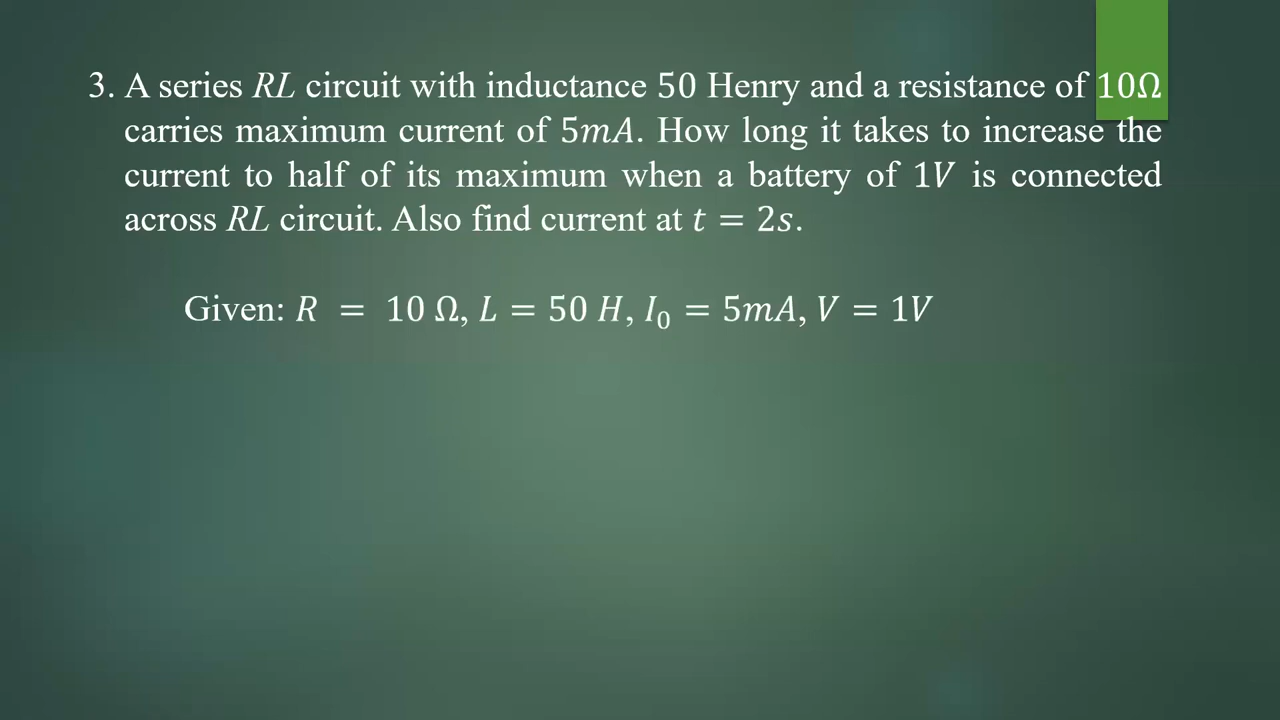 3. A series RL circuit with inductance 50 Henry and a resistance of 10Ω
carries maximum current of 5mA. How long it takes to increase the
current to half of its maximum when a battery of 1V is connected
across RL circuit. Also find current at t = 2s.
Given: R = 10 Ω, L = 50 H, I₀ = 5mA, V = 1V